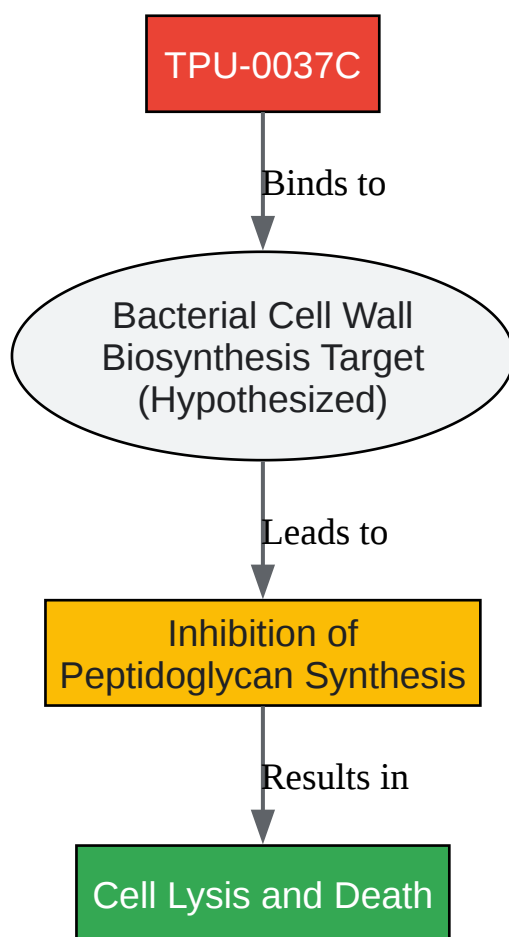 TPU-0037C
Binds to
Bacterial Cell Wall
Biosynthesis Target
(Hypothesized)
Leads to
Inhibition of
Peptidoglycan Synthesis
Results in
Cell Lysis and Death